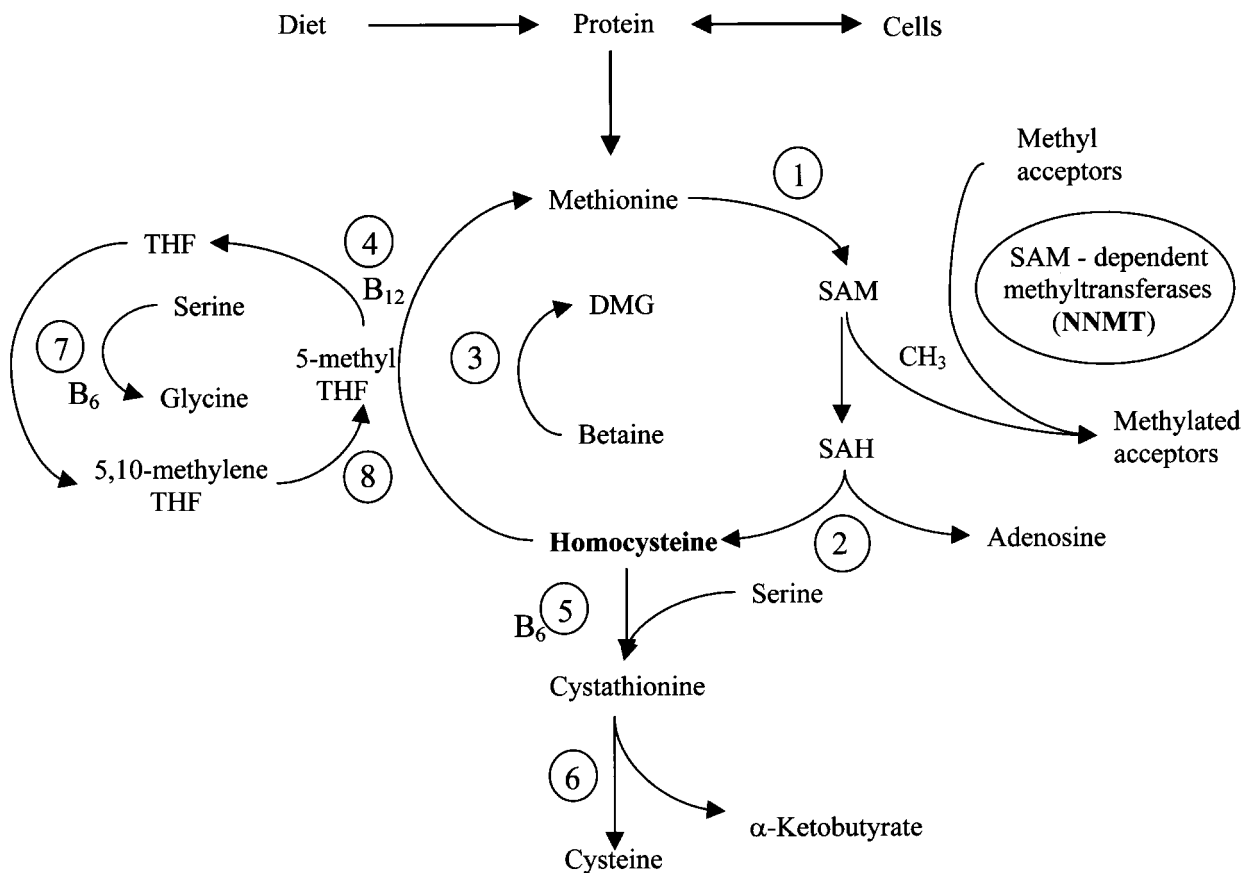 Diet
Protein
Cells
Methyl
acceptors
1
Methionine
4
B12
THF
SAM - dependent
methyltransferases
(NNMT)
Serine
DMG
SAM
7
B6
3
5-methyl
THF
CH3
Glycine
Betaine
SAH
Methylated
acceptors
5,10-methylene
THF
8
Homocysteine
2
Adenosine
B6
5
Serine
Cystathionine
6
α-Ketobutyrate
Cysteine